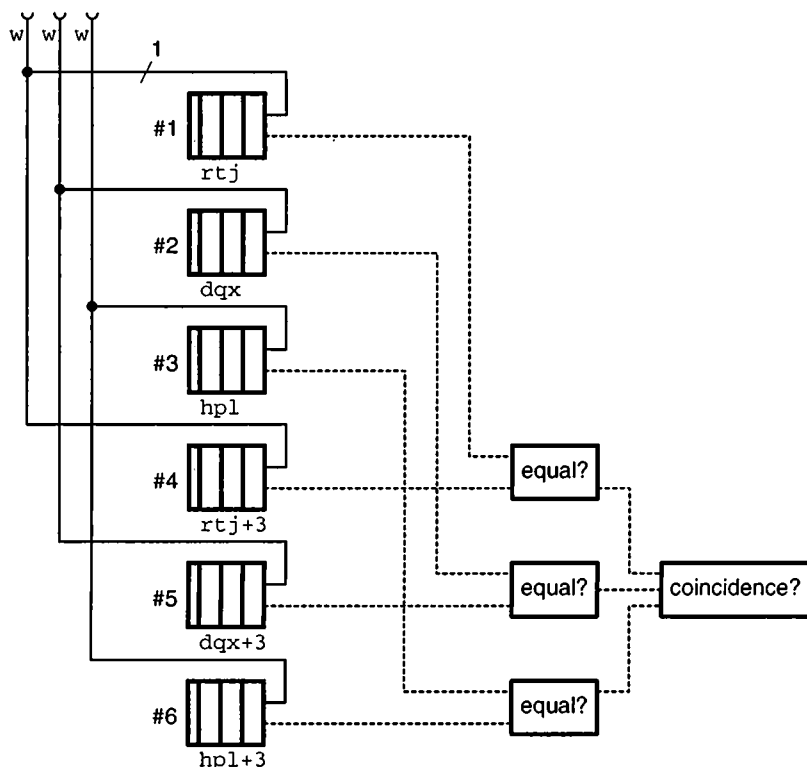 w w w
1
#1
rtj
#2
dqx
#3
hpl
equal?
#4
rtj+3
#5
equal?
coincidence?
dqx+3
#6
equal?
hpl+3